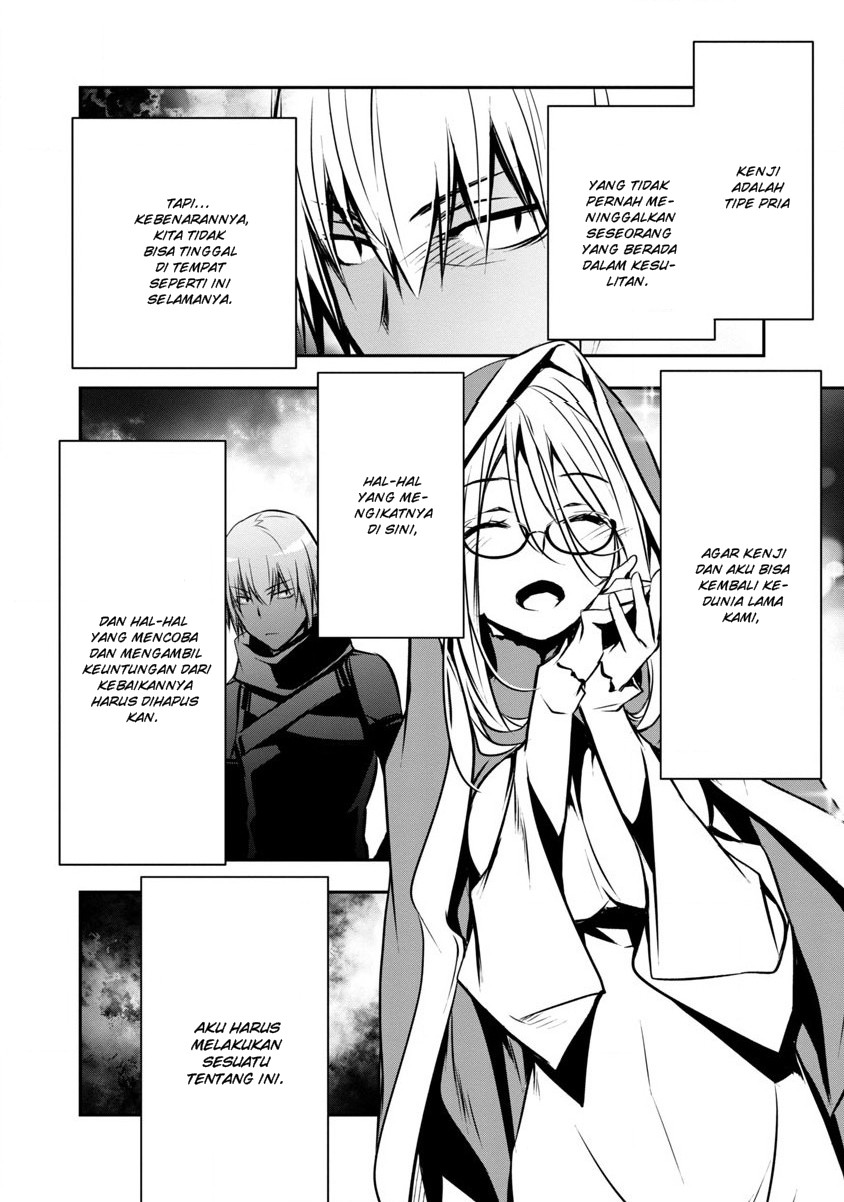 KENJI
ADALAH
TIPE PRIA
YANG TIDAK
PERNAH ME-
NINGGALKAN
SESEORANG
YANG BERADA
DALAM KESU-
LITAN.
TAPI...
KEBENARANNYA,
KITA TIDAK
BISA TINGGAL
DI TEMPAT
SEPERTI INI
SELAMANYA.
AGAR KENJI
DAN AKU BISA
KEMBALI KE-
DUNIA LAMA
KAMI,
HAL-HAL
YANG ME-
NGIKATNYA
DI SINI,
DAN HAL-HAL
YANG MENCOBA
DAN MENGAMBIL
KEUNTUNGAN DARI
KEBAIKANNYA
HARUS DIHAPUS
KAN.
AKU HARUS
MELAKUKAN
SESUATU
TENTANG INI.